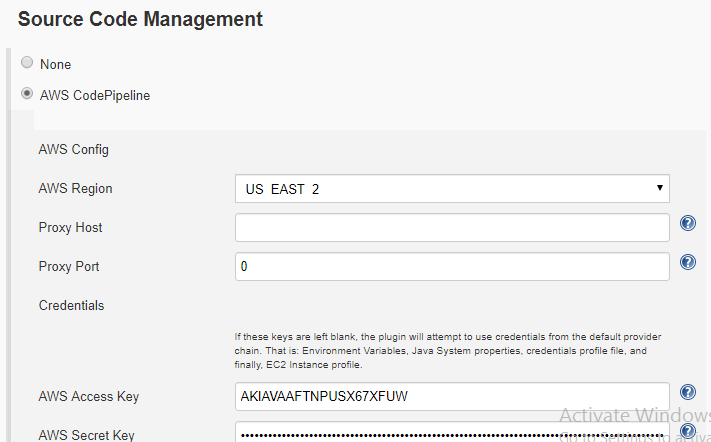 Source Code Management
None
AWS CodePipeline
AWS Config
AWS Region US EAST 2
Proxy Host
Proxy Port 0
Credentials
If these keys are left blank, the plugin will attempt to use credentials from the default provider
chain. That is: Environment Variables, Java System properties, credentials profile file, and
finally, EC2 Instance profile.
AWS Access Key AKIAVAAFTNPUSX67XFUW
Activate Windows
AWS Secret Key